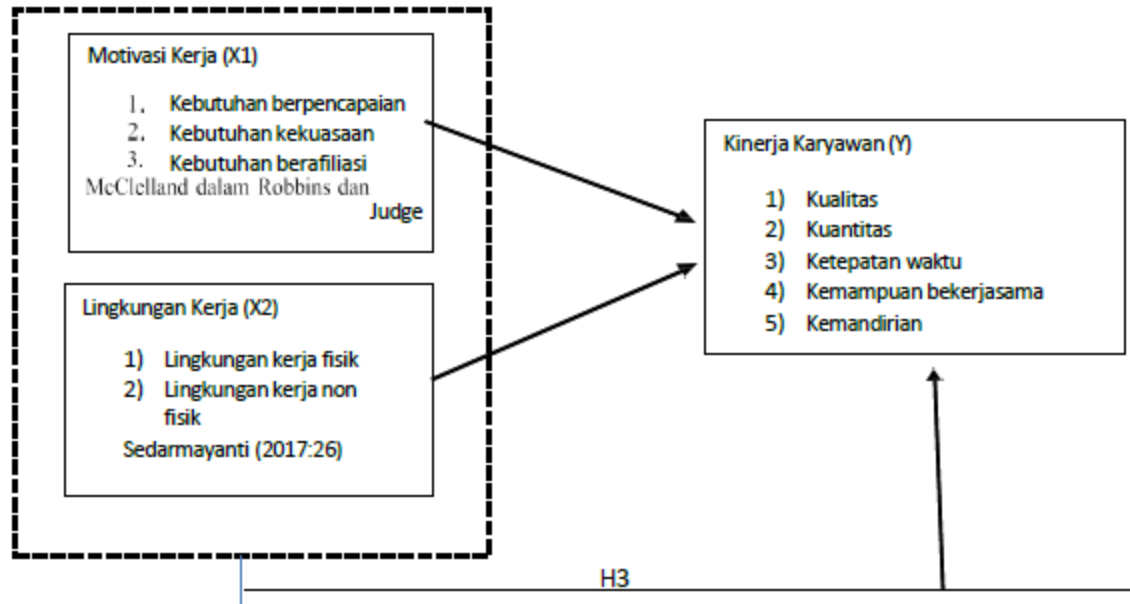 Motivasi Kerja (X1)
1. Kebutuhan berpencapaian
2. Kebutuhan kekuasaan
3. Kebutuhan berafiliasi
McClelland dalam Robbins dan
Judge
Lingkungan Kerja (X2)
1) Lingkungan kerja fisik
2) Lingkungan kerja non
fisik
Sedarmayanti (2017:26)
Kinerja Karyawan (Y)
1) Kualitas
2) Kuantitas
3) Ketepatan waktu
4) Kemampuan bekerjasama
5) Kemandirian
H3